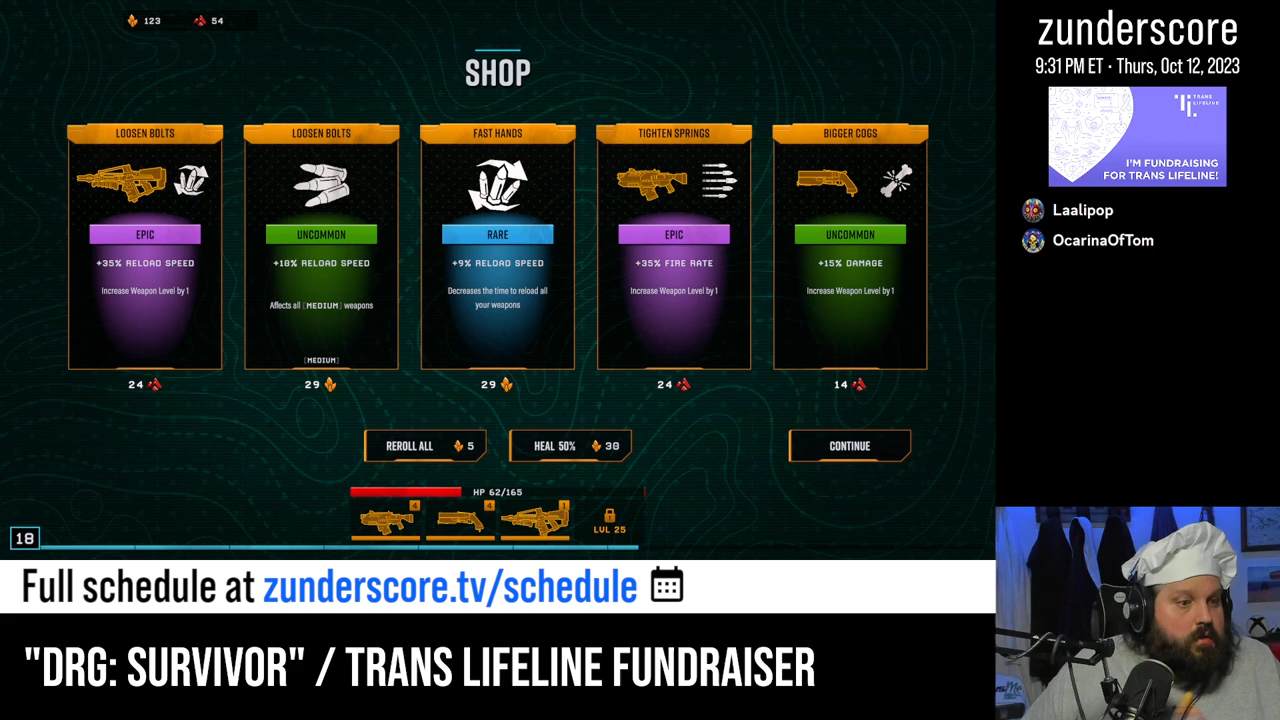 123 54
SHOP
LOOSEN BOLTS
EPIC
+35% RELOAD SPEED
Increase Weapon Level by 1
24
LOOSEN BOLTS
UNCOMMON
+18% RELOAD SPEED
Affects all [MEDIUM] weapons
[MEDIUM]
29
FAST HANDS
RARE
+9% RELOAD SPEED
Decreases the time to reload all
your weapons
29
TIGHTEN SPRINGS
EPIC
+35% FIRE RATE
Increase Weapon Level by 1
24
BIGGER COGS
UNCOMMON
+15% DAMAGE
Increase Weapon Level by 1
14
REROLL ALL 5
HEAL 50% 30
CONTINUE
HP 62/165
4 4 1
LVL 25
18
Full schedule at zunderscore.tv/schedule
"DRG: SURVIVOR" / TRANS LIFELINE FUNDRAISER
zunderscore
9:31 PM ET · Thurs, Oct 12, 2023
TRANS
LIFELINE
I'M FUNDRAISING
FOR TRANS LIFELINE!
Laalipop
OcarinaOfTom